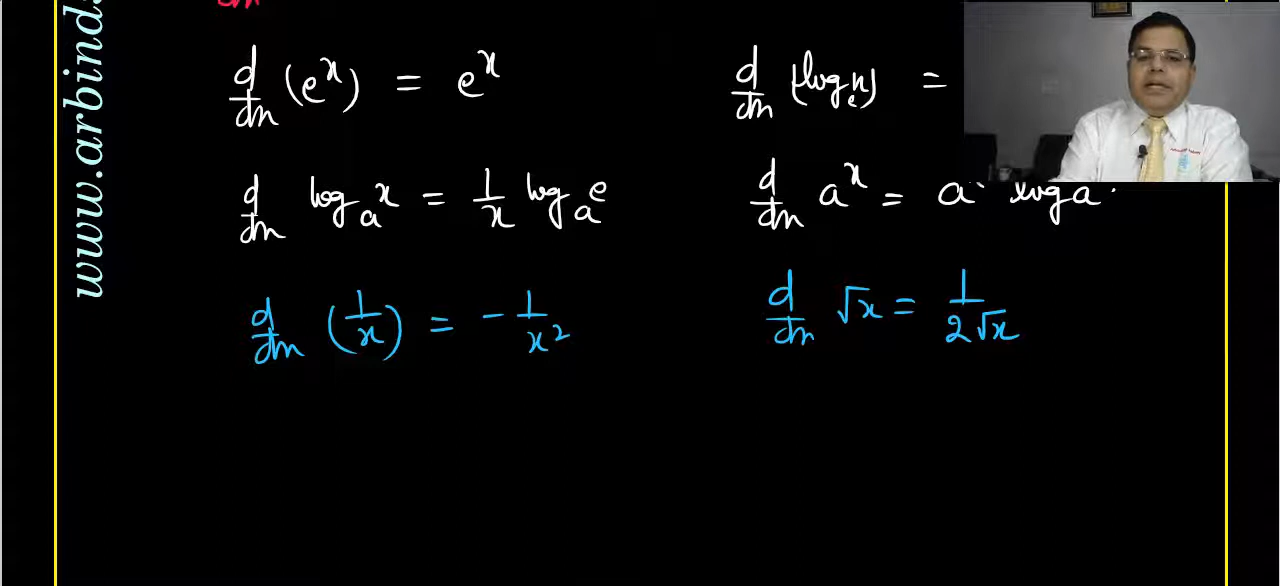 www.arbind
d/dx (e^x) = e^x
d/dx (log_e x) =
d/dx log_a x = 1/x log_a e
d/dx a^x = a^x log a
d/dx (1/x) = - 1/x²
d/dx √x = 1/2√x